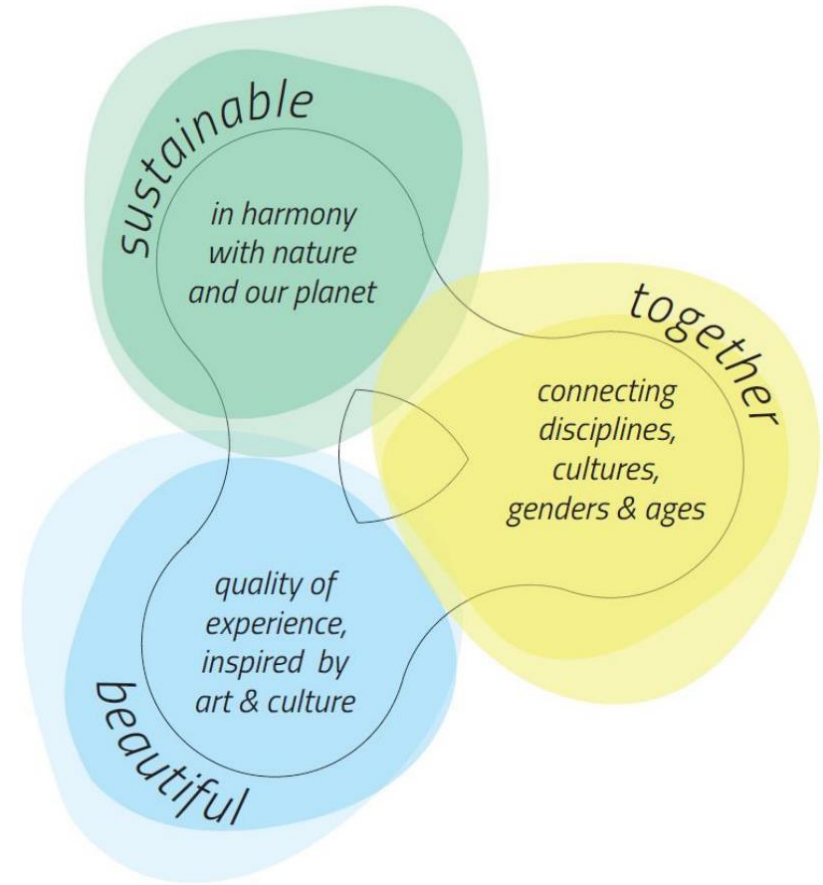 sustainable
in harmony
with nature
and our planet
together
connecting
disciplines,
cultures,
genders & ages
quality of
experience,
inspired by
art & culture
beautiful